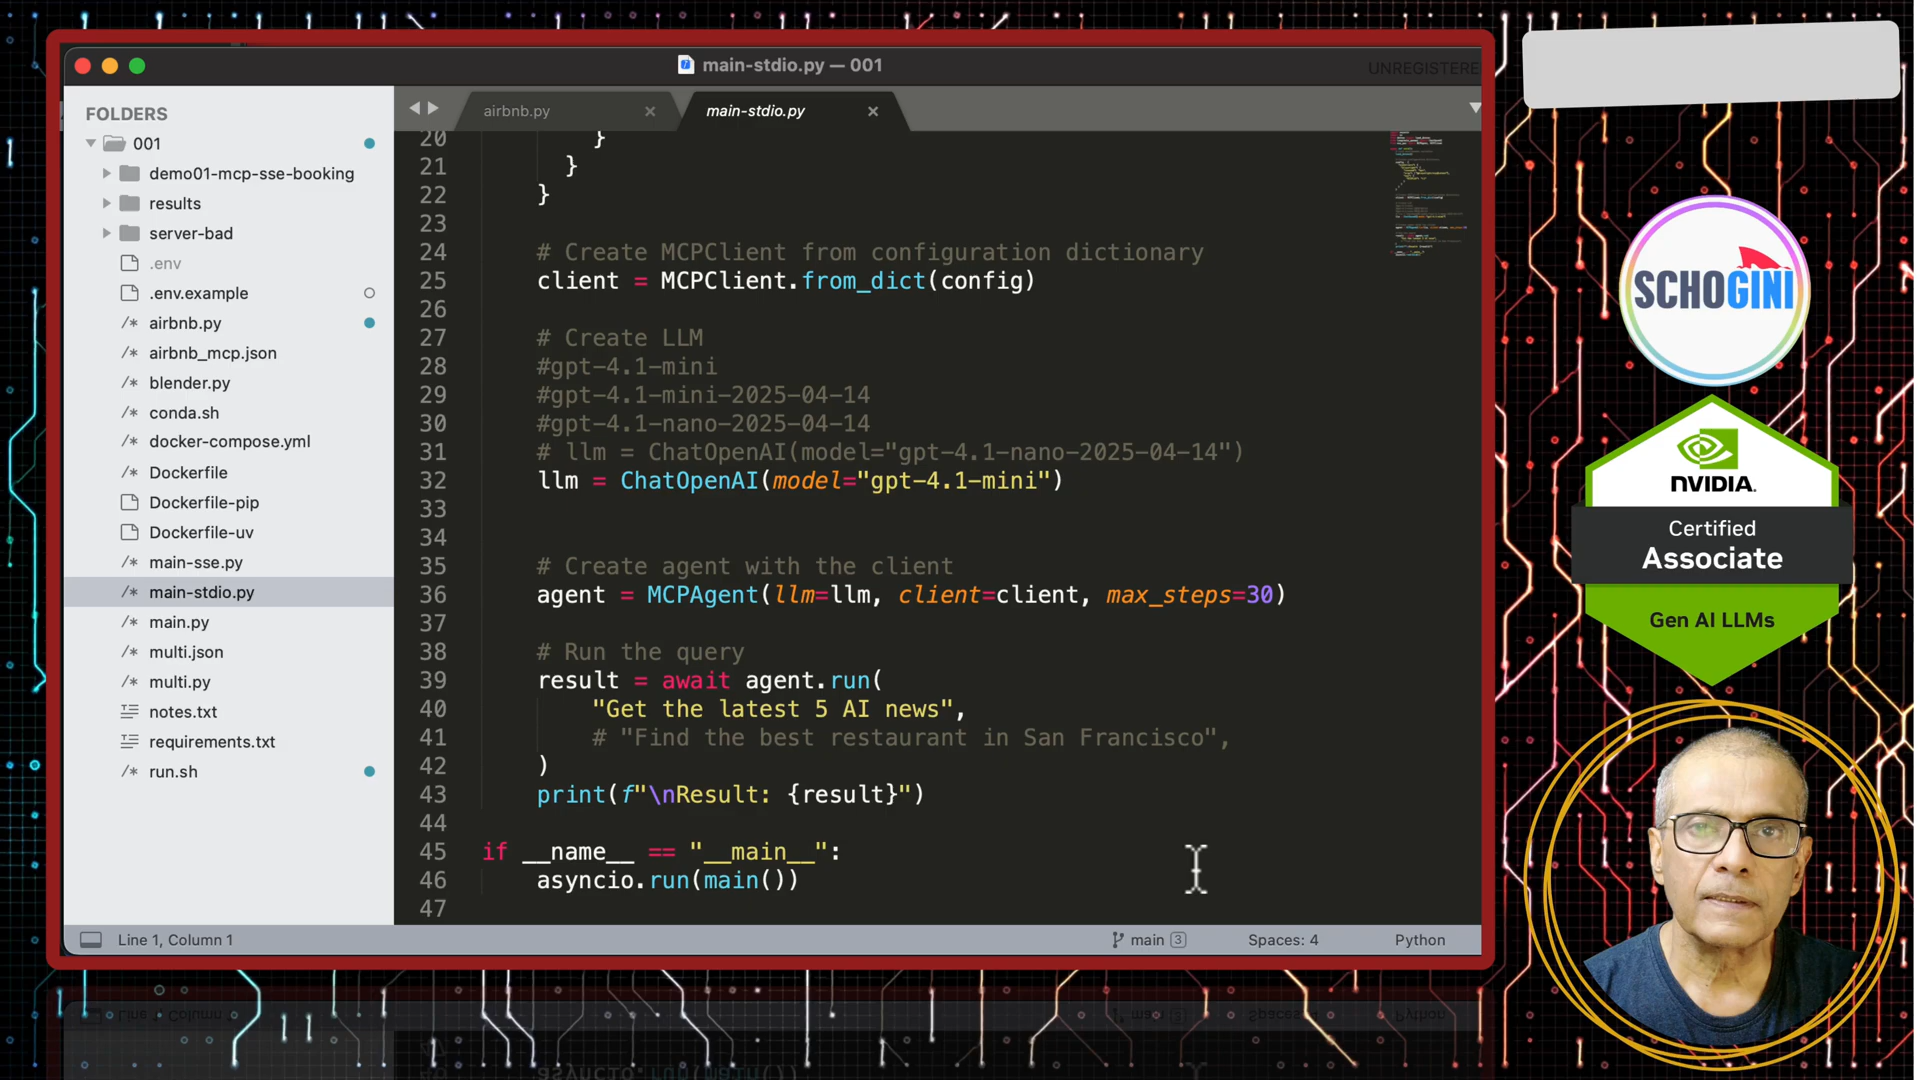 main-stdio.py — 001
UNREGISTERE
FOLDERS
001
demo01-mcp-sse-booking
results
server-bad
.env
.env.example
airbnb.py
airbnb_mcp.json
blender.py
conda.sh
docker-compose.yml
Dockerfile
Dockerfile-pip
Dockerfile-uv
main-sse.py
main-stdio.py
main.py
multi.json
multi.py
notes.txt
requirements.txt
run.sh
airbnb.py
main-stdio.py
20 }
21 }
22 }
23
24 # Create MCPClient from configuration dictionary
25 client = MCPClient.from_dict(config)
26
27 # Create LLM
28 #gpt-4.1-mini
29 #gpt-4.1-mini-2025-04-14
30 #gpt-4.1-nano-2025-04-14
31 # llm = ChatOpenAI(model="gpt-4.1-nano-2025-04-14")
32 llm = ChatOpenAI(model="gpt-4.1-mini")
33
34
35 # Create agent with the client
36 agent = MCPAgent(llm=llm, client=client, max_steps=30)
37
38 # Run the query
39 result = await agent.run(
40 "Get the latest 5 AI news",
41 # "Find the best restaurant in San Francisco",
42 )
43 print(f"\nResult: {result}")
44
45 if __name__ == "__main__":
46 asyncio.run(main())
47
Line 1, Column 1
main 3
Spaces: 4
Python
SCHOGINI
NVIDIA.
Certified
Associate
Gen AI LLMs